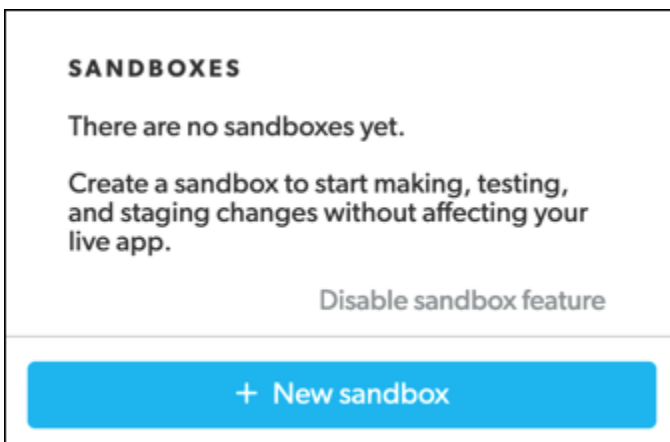 SANDBOXES
There are no sandboxes yet.
Create a sandbox to start making, testing,
and staging changes without affecting your
live app.
Disable sandbox feature
+ New sandbox